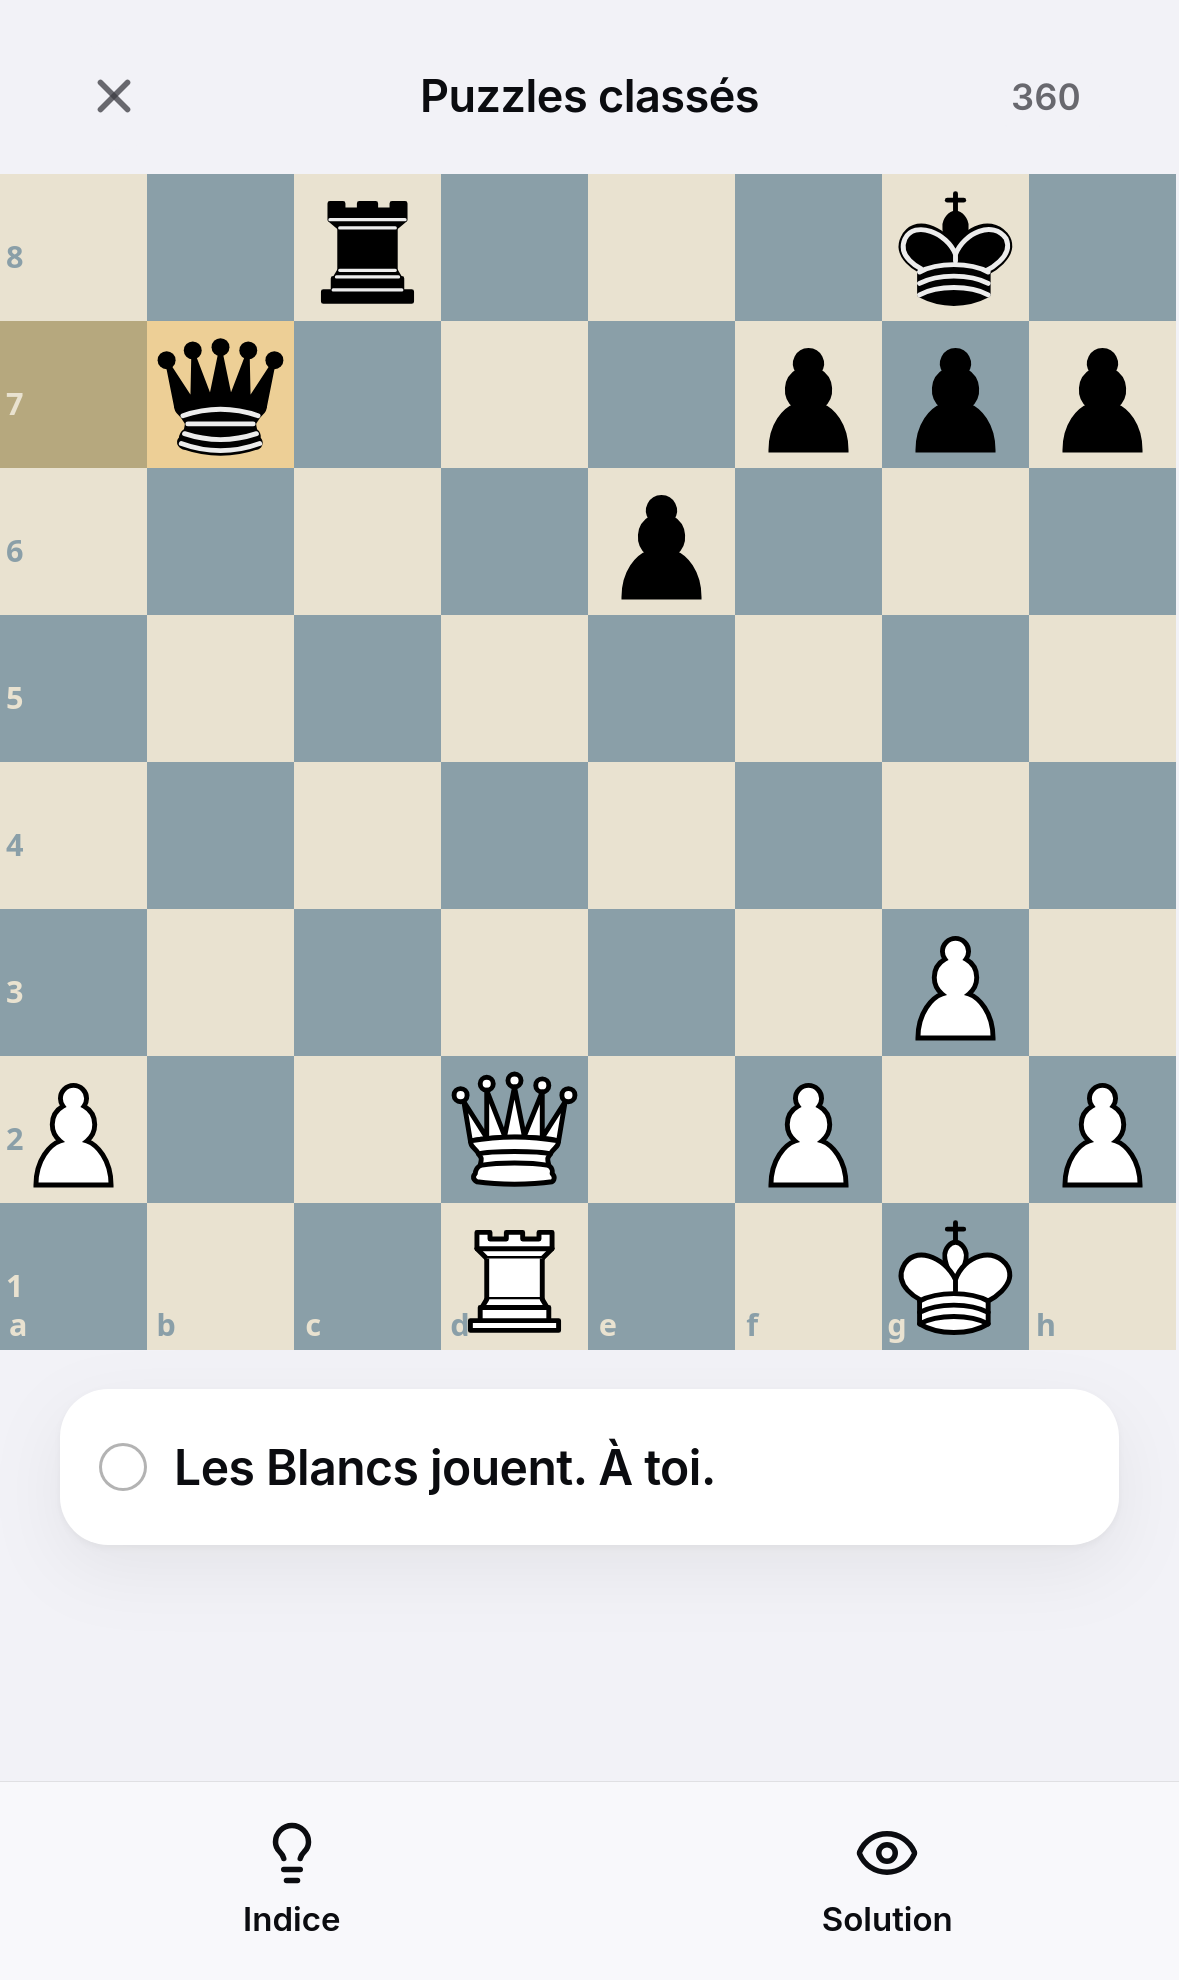 Puzzles classés
360
8
7
6
5
4
3
2
1
a b c d e f g h
Les Blancs jouent. À toi.
Indice
Solution